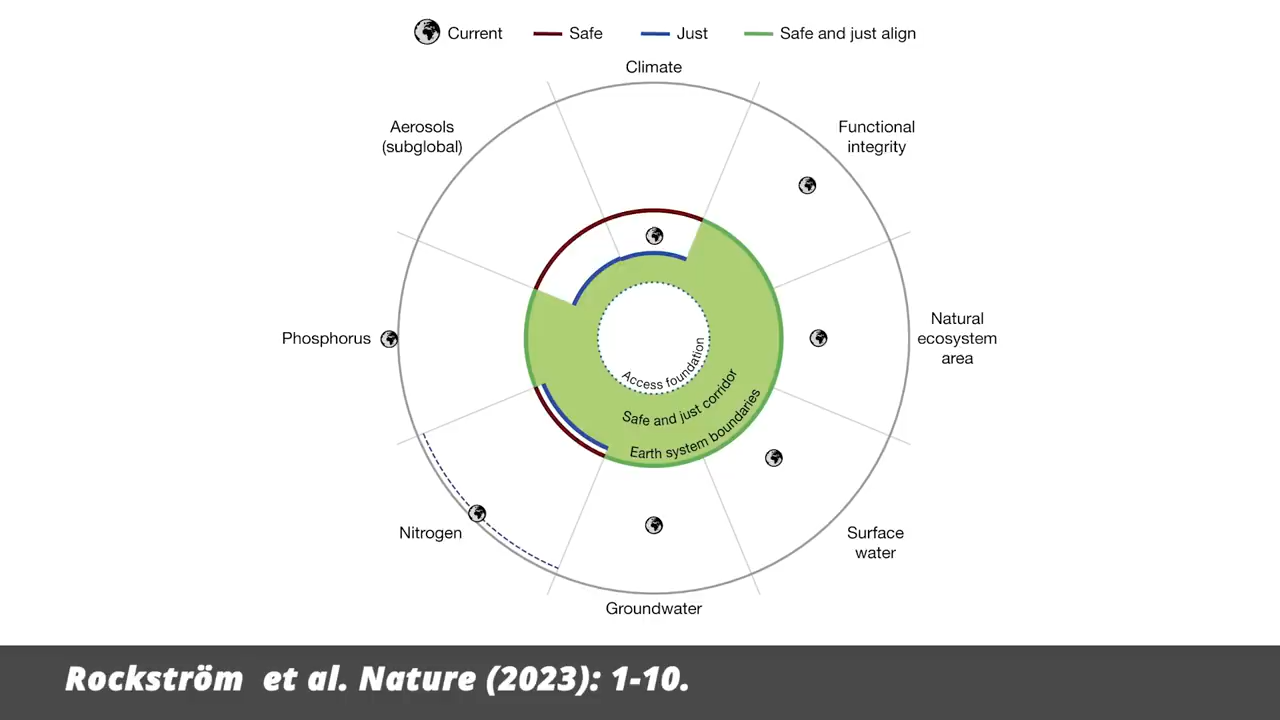 Current
Safe
Just
Safe and just align
Climate
Aerosols
(subglobal)
Functional
integrity
Phosphorus
Natural
ecosystem
area
Access foundation
Safe and just corridor
Earth system boundaries
Nitrogen
Surface
water
Groundwater
Rockström et al. Nature (2023): 1-10.